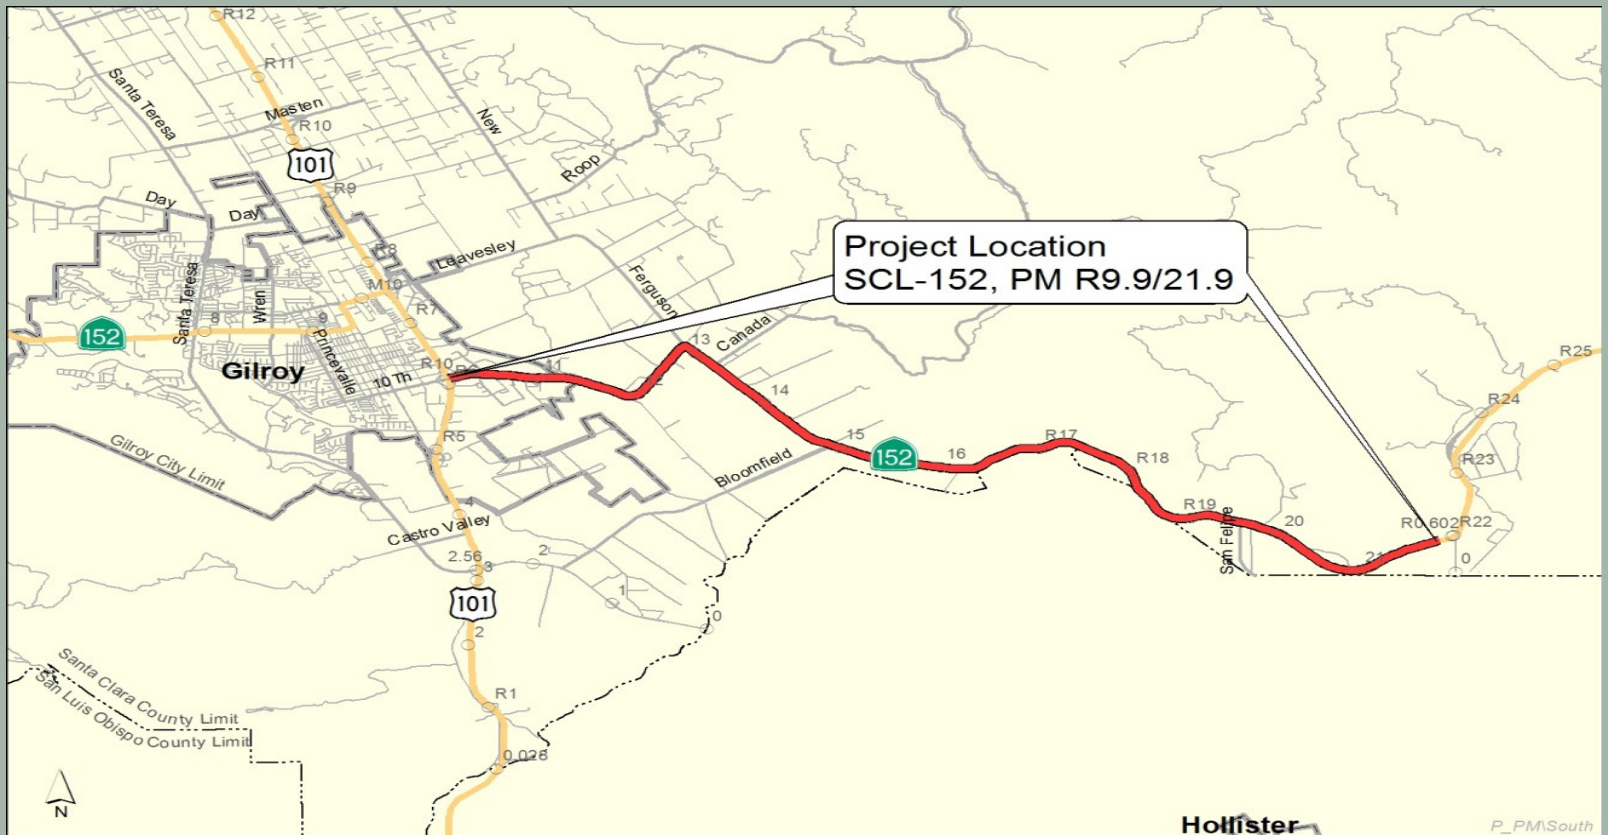 R12
R11
Santa Teresa
Masten
New
R10
101
Roop
R9
Day
Day
R8
Leavesley
Project Location
SCL-152, PM R9.9/21.9
Ferguson
M10
Santa Teresa
Wren
R7
8
9
152
Princevalle
13
Canada
R25
Gilroy
10 Th
R10
11
14
R24
R5
15
152
16
R17
R18
R23
Bloomfield
Gilroy City Limit
4
R19
20
San Felipe
R0.602
R22
Castro Valley
2.56
3
2
21
0
101
1
0
2
Santa Clara County Limit
San Luis Obispo County Limit
R1
0.028
N
Hollister
P_PM\South